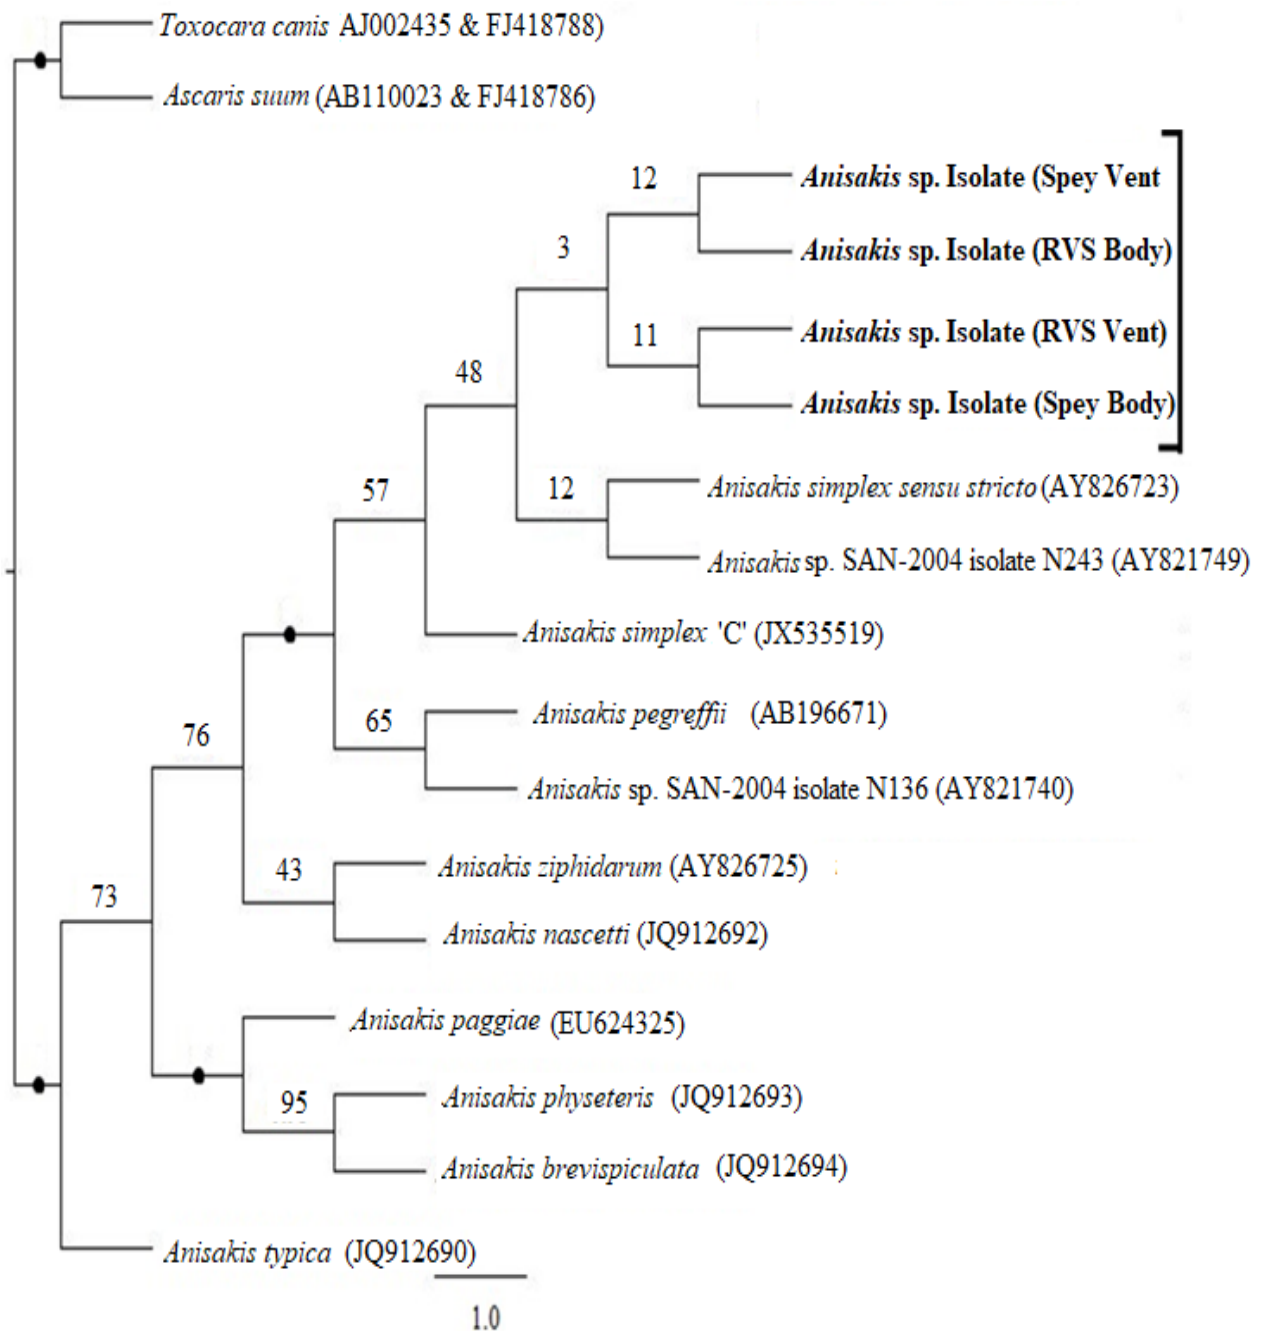 Toxocara canis AJ002435 & FJ418788)
Ascaris suum (AB110023 & FJ418786)
12
Anisakis sp. Isolate (Spey Vent
Anisakis sp. Isolate (RVS Body)
3
11
Anisakis sp. Isolate (RVS Vent)
48
Anisakis sp. Isolate (Spey Body)
57
12
Anisakis simplex sensu stricto (AY826723)
Anisakis sp. SAN-2004 isolate N243 (AY821749)
Anisakis simplex 'C' (JX535519)
76
65
Anisakis pegreffii (AB196671)
Anisakis sp. SAN-2004 isolate N136 (AY821740)
73
43
Anisakis ziphidarum (AY826725)
Anisakis nascetti (JQ912692)
Anisakis paggiae (EU624325)
95
Anisakis physeteris (JQ912693)
Anisakis brevispiculata (JQ912694)
Anisakis typica (JQ912690)
1.0